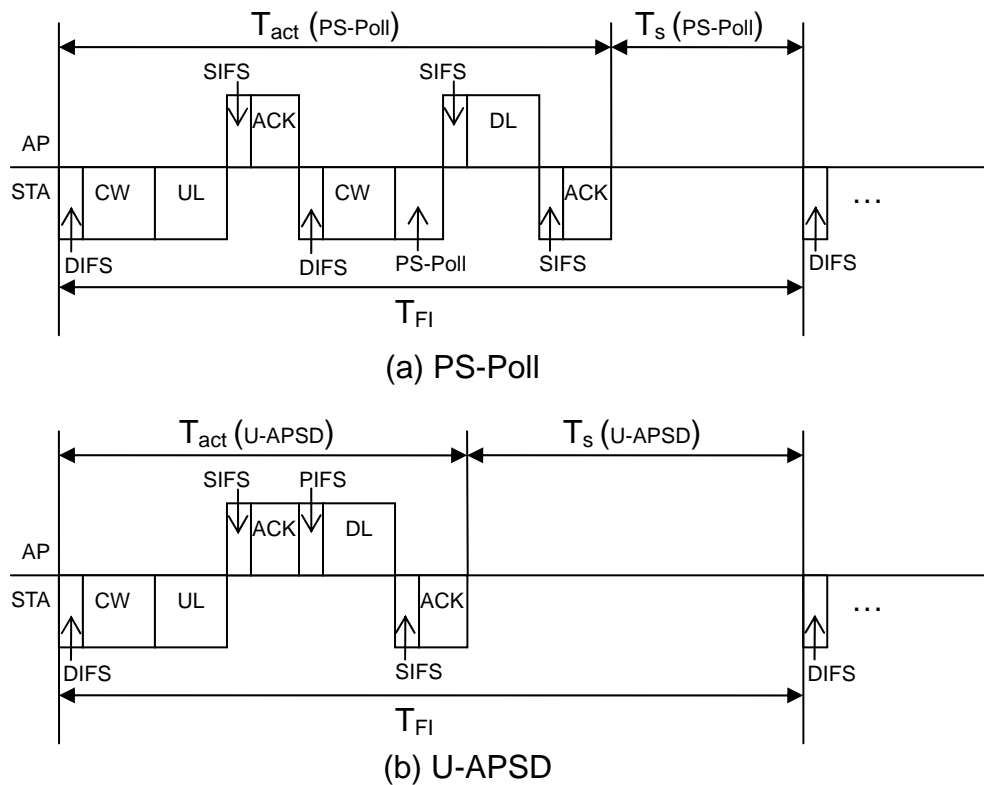 T_act (PS-Poll) T_s (PS-Poll)
SIFS SIFS
ACK DL
AP
STA CW UL CW ACK
DIFS DIFS PS-Poll SIFS DIFS
...
T_FI
(a) PS-Poll
T_act (U-APSD) T_s (U-APSD)
SIFS PIFS
ACK DL
AP
STA CW UL ACK
...
DIFS SIFS DIFS
T_FI
(b) U-APSD